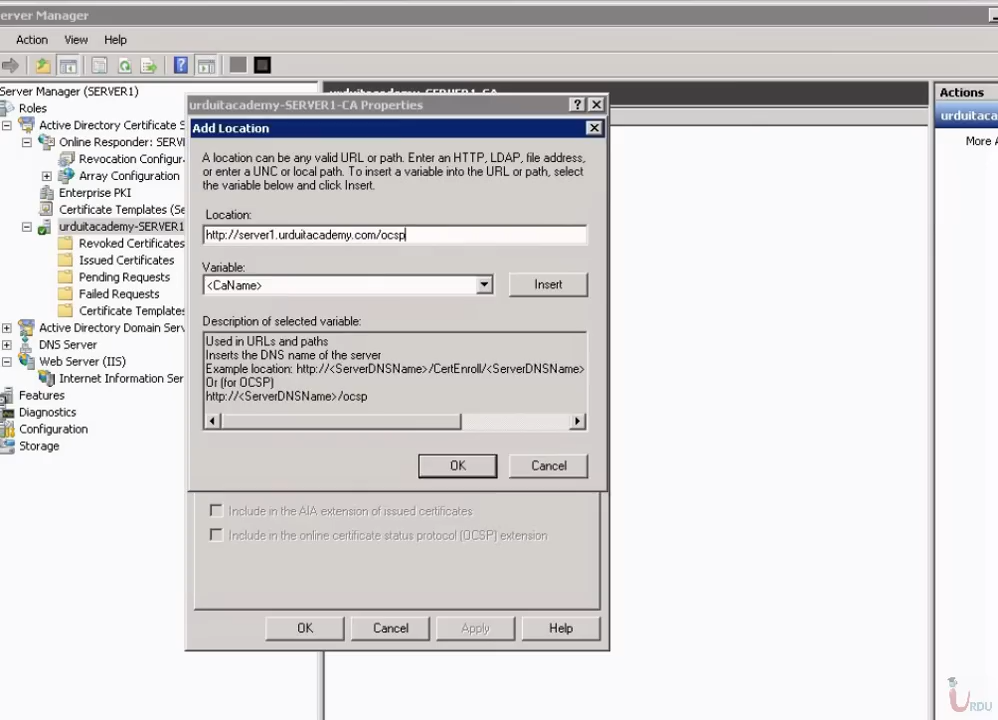 erver Manager
Action View Help
Server Manager (SERVER1)
Roles
Active Directory Certificate S
Online Responder: SERV
Revocation Configur
Array Configuration
Enterprise PKI
Certificate Templates (Se
urduitacademy-SERVER1
Revoked Certificates
Issued Certificates
Pending Requests
Failed Requests
Certificate Templates
Active Directory Domain Serv
DNS Server
Web Server (IIS)
Internet Information Ser
Features
Diagnostics
Configuration
Storage
urduitacademy-SERVER1-CA
urduitacademy-SERVER1-CA Properties
Add Location
A location can be any valid URL or path. Enter an HTTP, LDAP, file address,
or enter a UNC or local path. To insert a variable into the URL or path, select
the variable below and click Insert.
Location:
http://server1.urduitacademy.com/ocsp
Variable:
<CaName>
Insert
Description of selected variable:
Used in URLs and paths
Inserts the DNS name of the server
Example location: http://<ServerDNSName>/CertEnroll/<ServerDNSName>
Or (for OCSP)
http://<ServerDNSName>/ocsp
OK Cancel
Include in the AIA extension of issued certificates
Include in the online certificate status protocol (OCSP) extension
OK Cancel Apply Help
Actions
urduitaca
More A
URDU